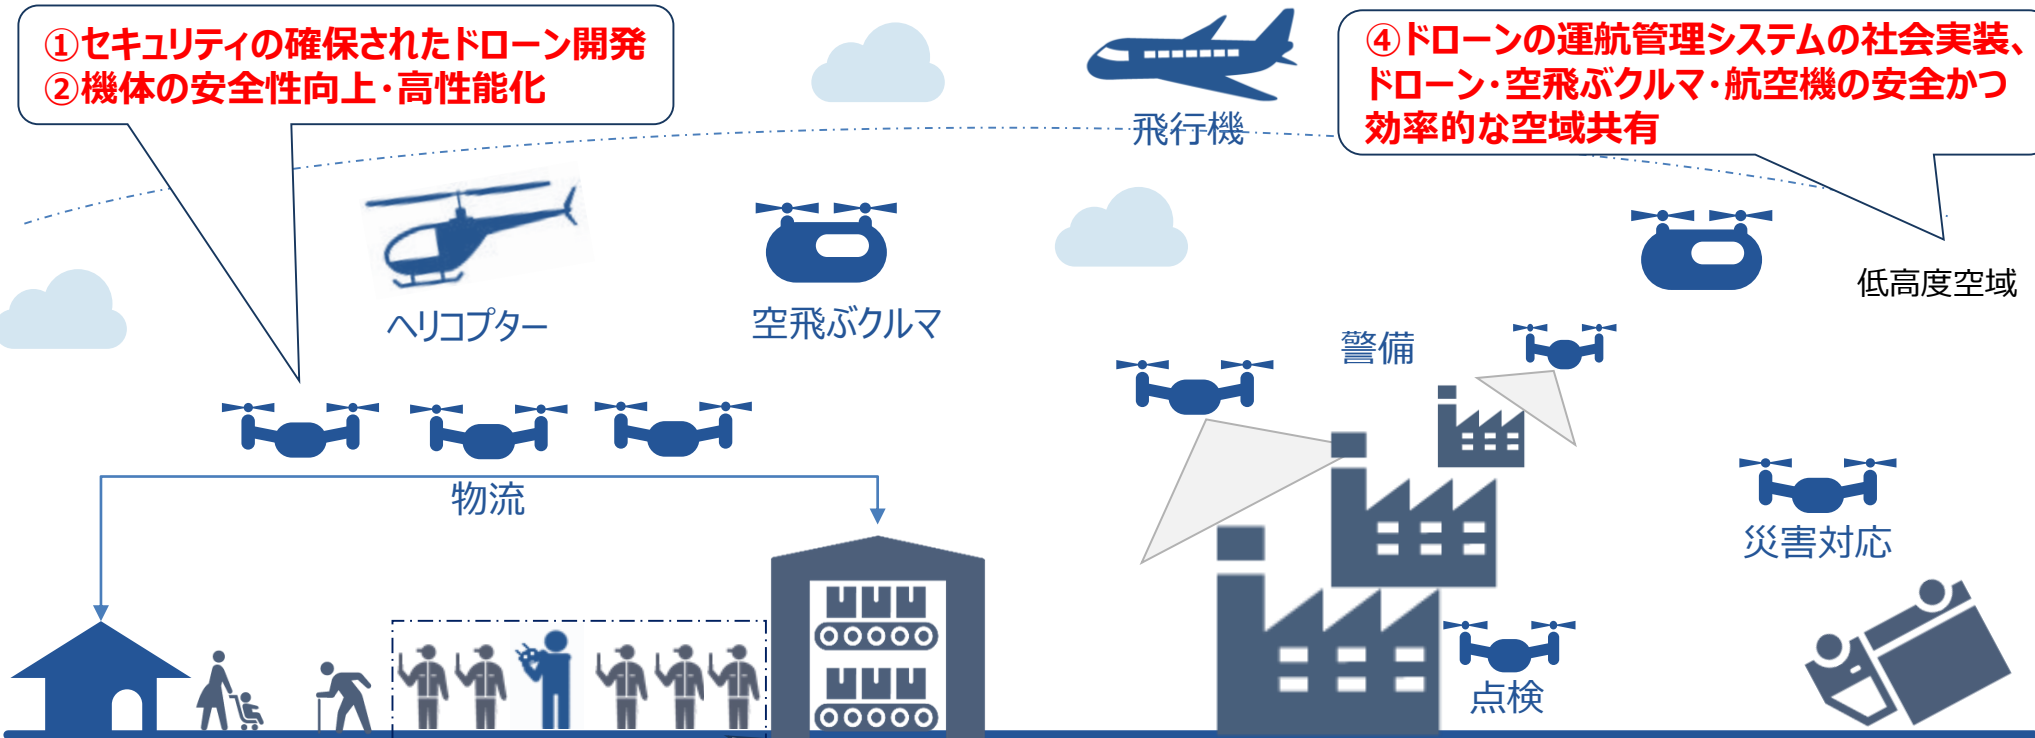 ①セキュリティの確保されたドローン開発
②機体の安全性向上・高性能化
④ドローンの運航管理システムの社会実装、
ドローン・空飛ぶクルマ・航空機の安全かつ
効率的な空域共有
飛行機
低高度空域
ヘリコプター
空飛ぶクルマ
警備
物流
災害対応
点検